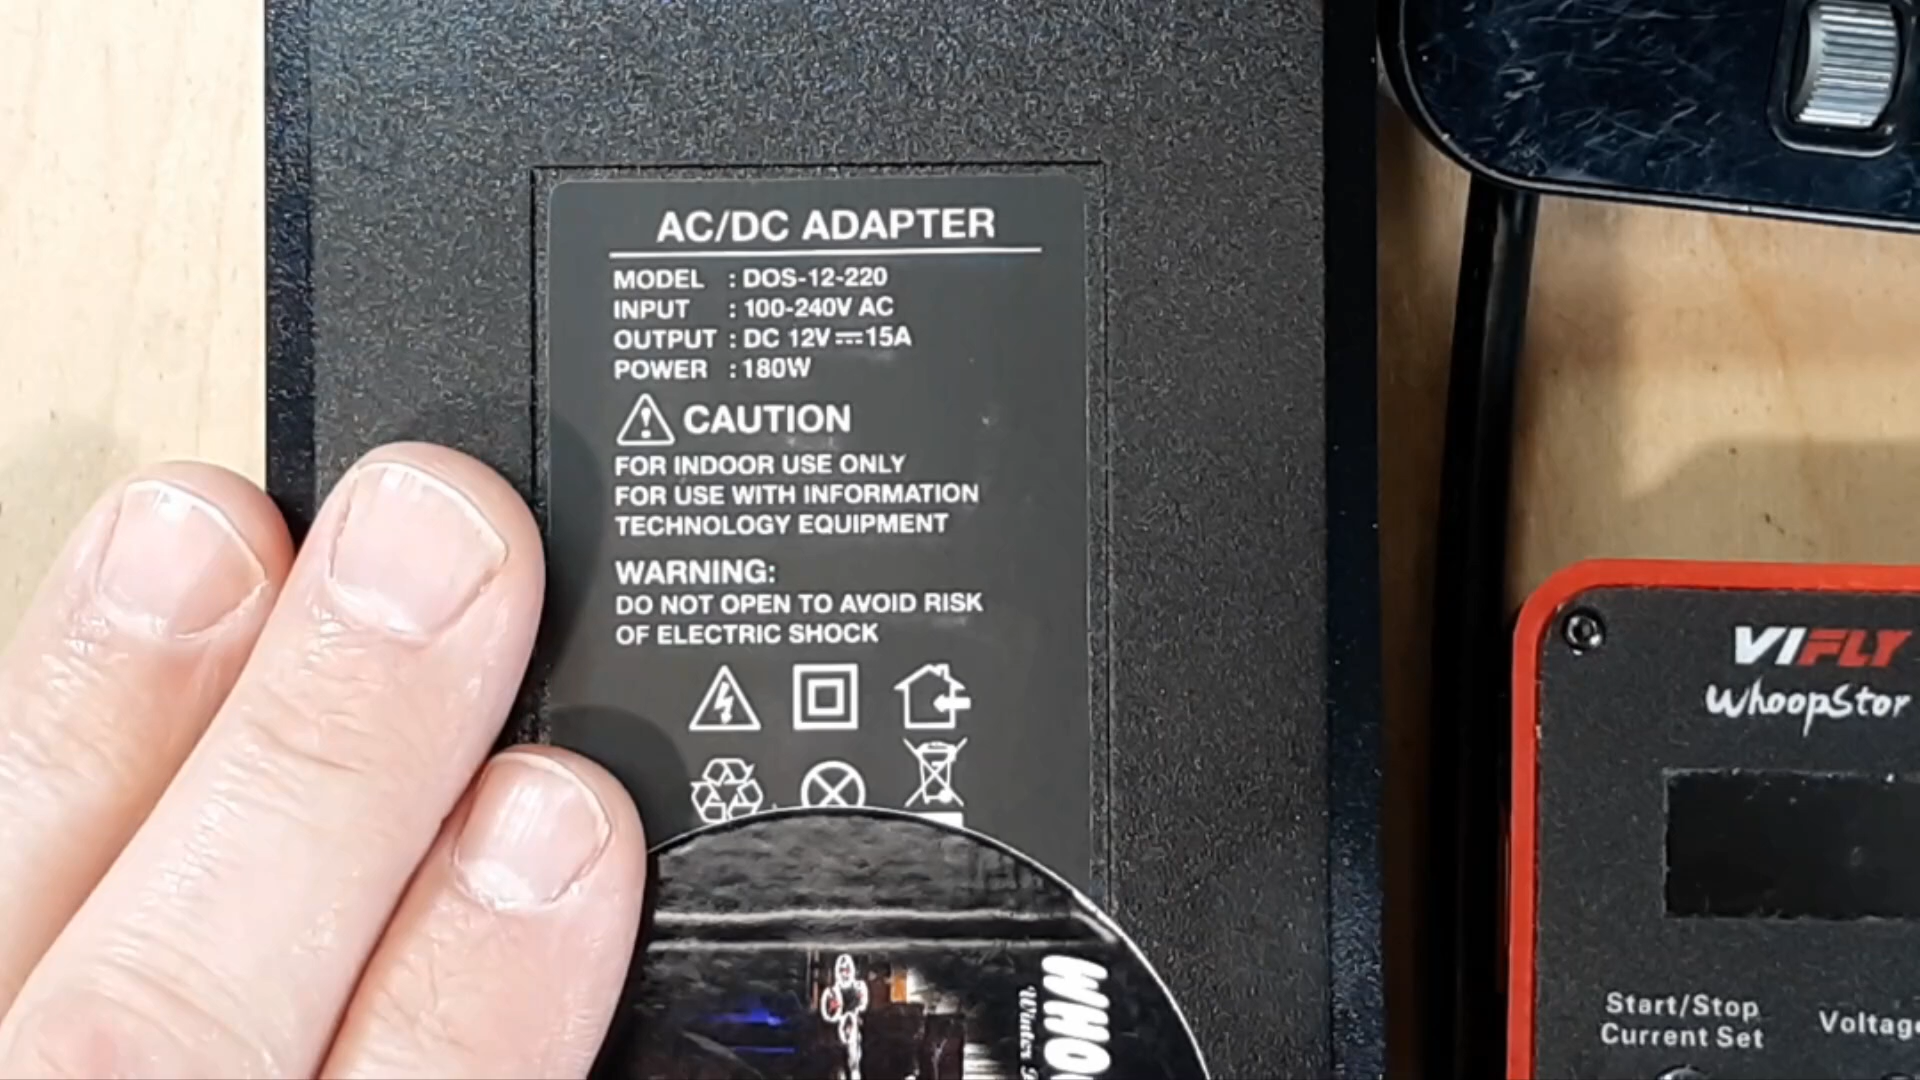 AC/DC ADAPTER
MODEL : DOS-12-220
INPUT : 100-240V AC
OUTPUT : DC 12V⎓15A
POWER : 180W
CAUTION
FOR INDOOR USE ONLY
FOR USE WITH INFORMATION
TECHNOLOGY EQUIPMENT
WARNING:
DO NOT OPEN TO AVOID RISK
OF ELECTRIC SHOCK
VIFLY
WhoopStor
Start/Stop
Current Set
Voltage
Winter